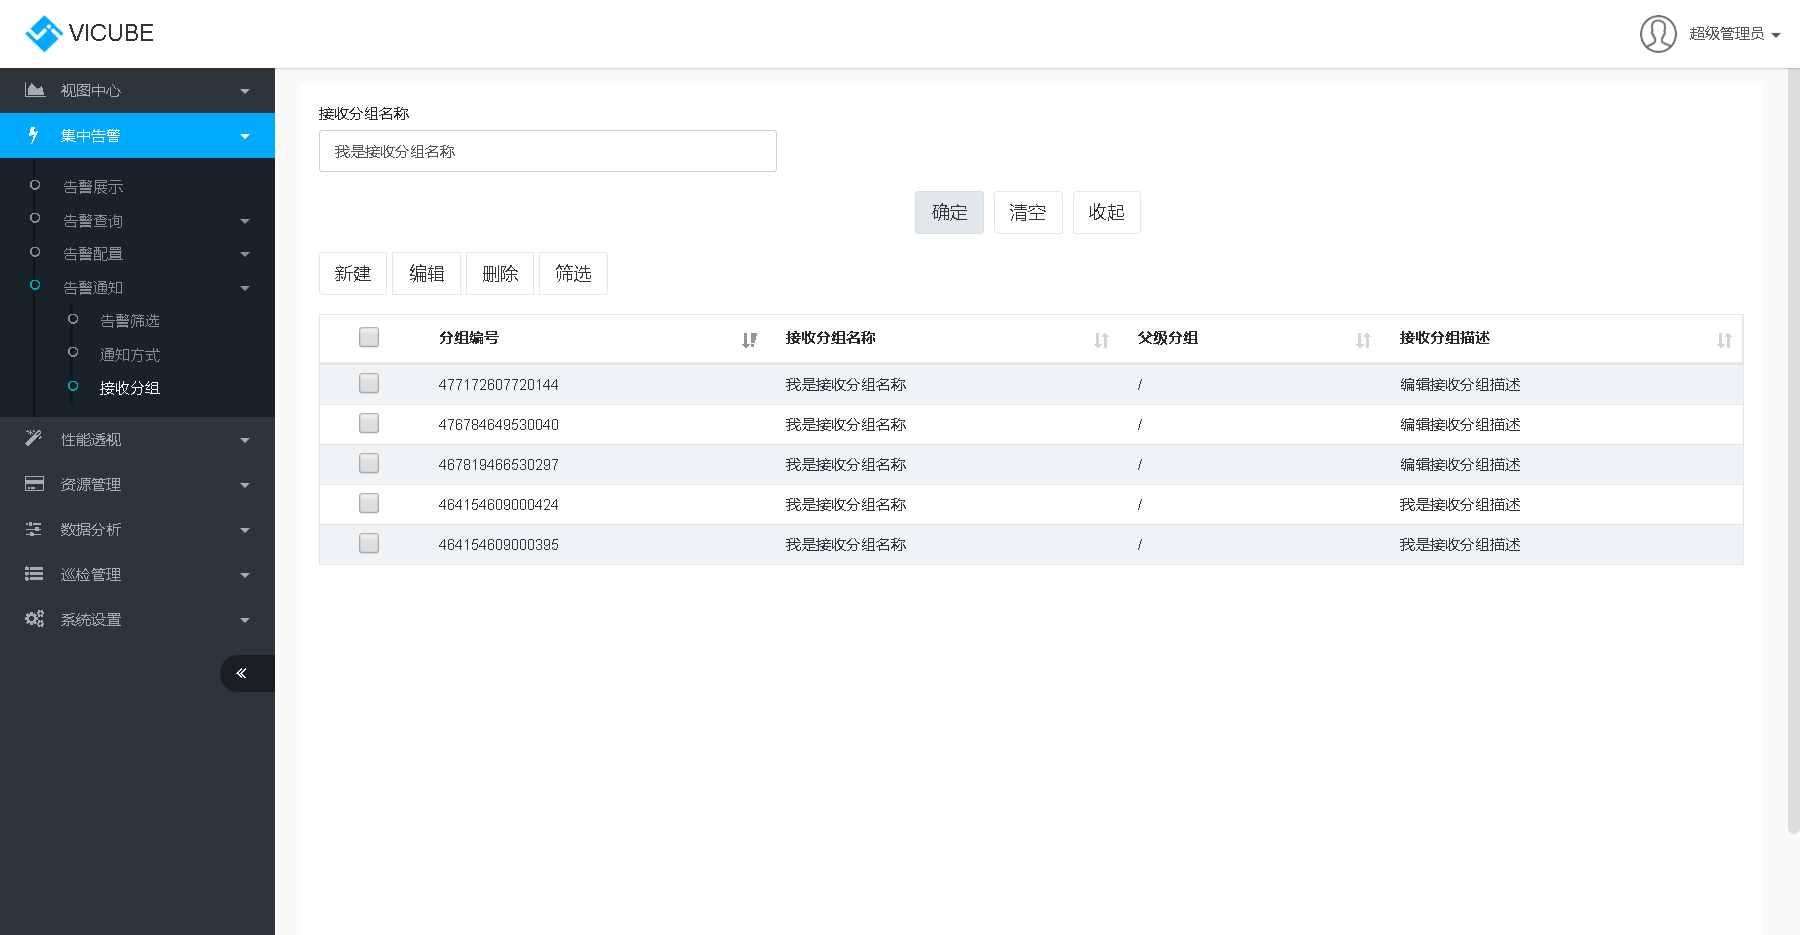 VICUBE
超级管理员
视图中心
集中告警
告警展示
告警查询
告警配置
告警通知
告警筛选
通知方式
接收分组
性能透视
资源管理
数据分析
巡检管理
系统设置
接收分组名称
我是接收分组名称
确定 清空 收起
新建 编辑 删除 筛选
分组编号 接收分组名称 父级分组 接收分组描述
477172607720144 我是接收分组名称 / 编辑接收分组描述
476784649530040 我是接收分组名称 / 编辑接收分组描述
467819466530297 我是接收分组名称 / 编辑接收分组描述
464154609000424 我是接收分组名称 / 我是接收分组描述
464154609000395 我是接收分组名称 / 我是接收分组描述